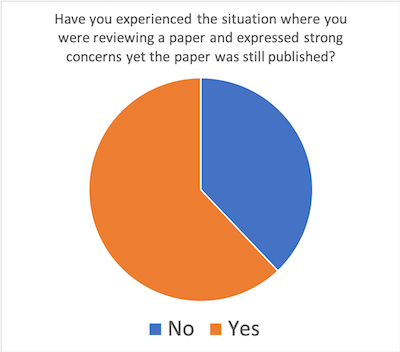 Have you experienced the situation where you
were reviewing a paper and expressed strong
concerns yet the paper was still published?
No Yes